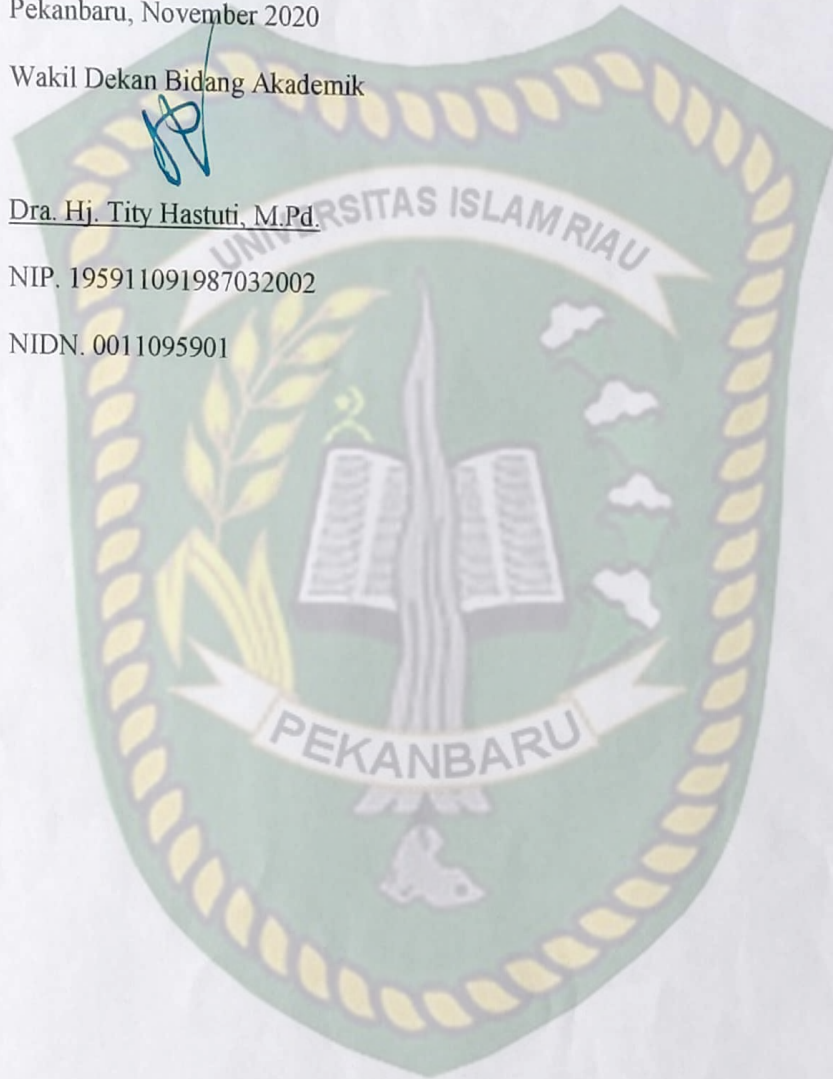 Pekanbaru, November 2020
Wakil Dekan Bidang Akademik
Dra. Hj. Tity Hastuti, M.Pd.
NIP. 195911091987032002
NIDN. 0011095901
UNIVERSITAS ISLAM RIAU
PEKANBARU